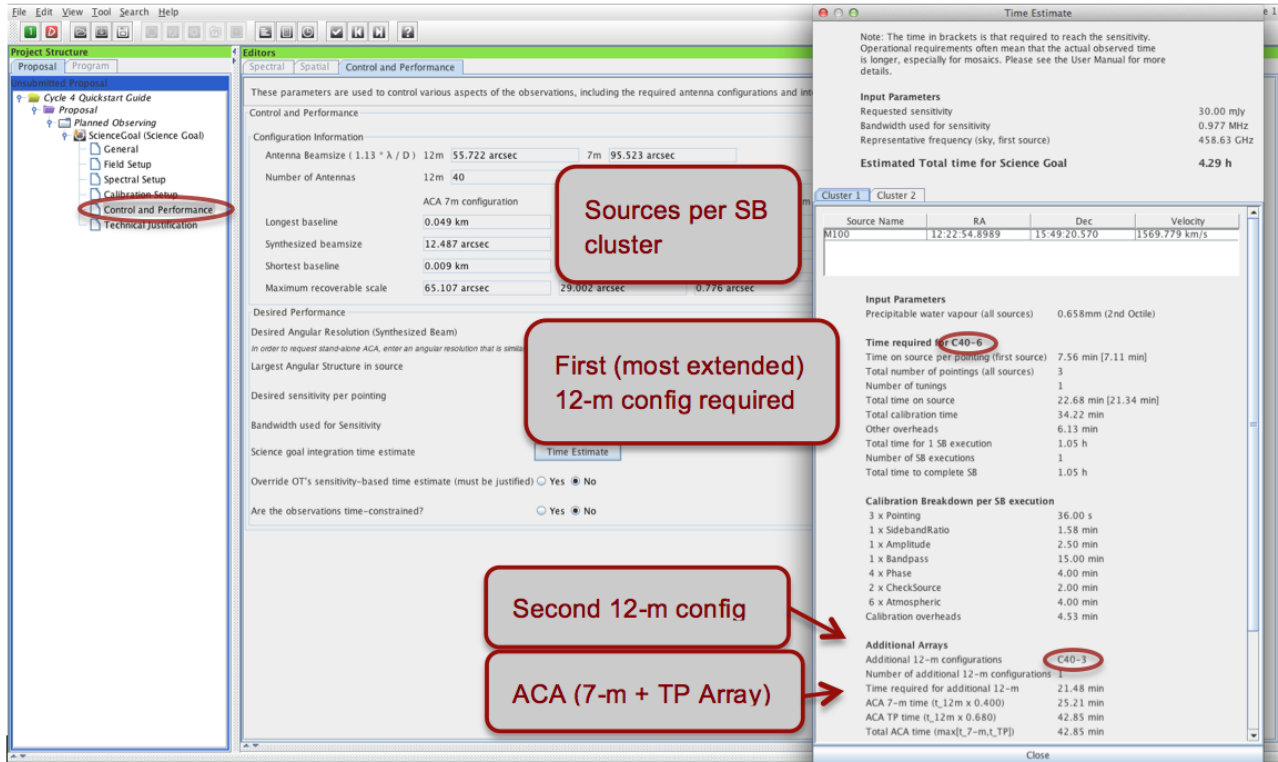 File Edit View Tool Search Help
Project Structure
Proposal Program
Unsubmitted Proposal
Cycle 4 Quickstart Guide
Proposal
Planned Observing
ScienceGoal (Science Goal)
General
Field Setup
Spectral Setup
Calibration Setup
Control and Performance
Technical Justification
Editors
Spectral Spatial Control and Performance
These parameters are used to control various aspects of the observations, including the required antenna configurations and
Control and Performance
Configuration Information
Antenna Beamsize ( 1.13 * λ / D ) 12m 55.722 arcsec 7m 95.523 arcsec
Number of Antennas 12m 40
ACA 7m configuration
Longest baseline 0.049 km
Synthesized beamsize 12.487 arcsec
Shortest baseline 0.009 km
Maximum recoverable scale 65.107 arcsec 29.002 arcsec 0.776 arcsec
Desired Performance
Desired Angular Resolution (Synthesized Beam)
In order to request stand-alone ACA, enter an angular resolution that is
Largest Angular Structure in source
Desired sensitivity per pointing
Bandwidth used for Sensitivity
Science goal integration time estimate Time Estimate
Override OT's sensitivity-based time estimate (must be justified) Yes No
Are the observations time-constrained? Yes No
Sources per SB
cluster
First (most extended)
12-m config required
Second 12-m config
ACA (7-m + TP Array)
Time Estimate
Note: The time in brackets is that required to reach the sensitivity.
Operational requirements often mean that the actual observed time
is longer, especially for mosaics. Please see the User Manual for more
details.
Input Parameters
Requested sensitivity 30.00 mJy
Bandwidth used for sensitivity 0.977 MHz
Representative frequency (sky, first source) 458.63 GHz
Estimated Total time for Science Goal 4.29 h
Cluster 1 Cluster 2
Source Name RA Dec Velocity
M100 12:22:54.8989 15:49:20.570 1569.779 km/s
Input Parameters
Precipitable water vapour (all sources) 0.658mm (2nd Octile)
Time required for C40-6
Time on source per pointing (first source) 7.56 min [7.11 min]
Total number of pointings (all sources) 3
Number of tunings 1
Total time on source 22.68 min [21.34 min]
Total calibration time 34.22 min
Other overheads 6.13 min
Total time for 1 SB execution 1.05 h
Number of SB executions 1
Total time to complete SB 1.05 h
Calibration Breakdown per SB execution
3 x Pointing 36.00 s
1 x SidebandRatio 1.58 min
1 x Amplitude 2.50 min
1 x Bandpass 15.00 min
4 x Phase 4.00 min
2 x CheckSource 2.00 min
6 x Atmospheric 4.00 min
Calibration overheads 4.53 min
Additional Arrays
Additional 12-m configurations C40-3
Number of additional 12-m configurations 1
Time required for additional 12-m 21.48 min
ACA 7-m time (t_12m x 0.400) 25.21 min
ACA TP time (t_12m x 0.680) 42.85 min
Total ACA time (max[t_7-m,t_TP]) 42.85 min
Close